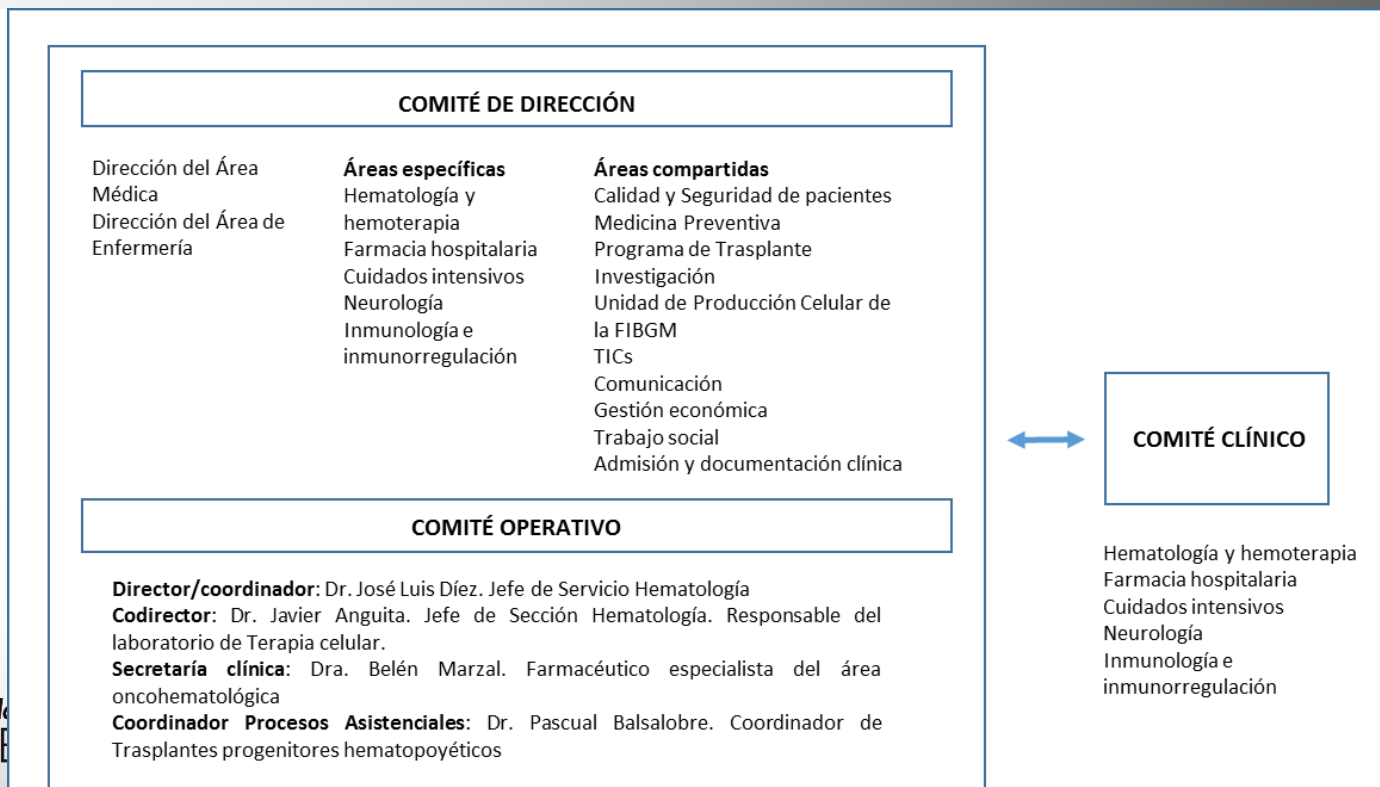 COMITÉ DE DIRECCIÓN
Dirección del Área
Médica
Dirección del Área de
Enfermería
Áreas específicas
Hematología y
hemoterapia
Farmacia hospitalaria
Cuidados intensivos
Neurología
Inmunología e
inmunorregulación
Áreas compartidas
Calidad y Seguridad de pacientes
Medicina Preventiva
Programa de Trasplante
Investigación
Unidad de Producción Celular de
la FIBGM
TICs
Comunicación
Gestión económica
Trabajo social
Admisión y documentación clínica
COMITÉ OPERATIVO
Director/coordinador: Dr. José Luis Díez. Jefe de Servicio Hematología
Codirector: Dr. Javier Anguita. Jefe de Sección Hematología. Responsable del
laboratorio de Terapia celular.
Secretaría clínica: Dra. Belén Marzal. Farmacéutico especialista del área
oncohematológica
Coordinador Procesos Asistenciales: Dr. Pascual Balsalobre. Coordinador de
Trasplantes progenitores hematopoyéticos
COMITÉ CLÍNICO
Hematología y hemoterapia
Farmacia hospitalaria
Cuidados intensivos
Neurología
Inmunología e
inmunorregulación